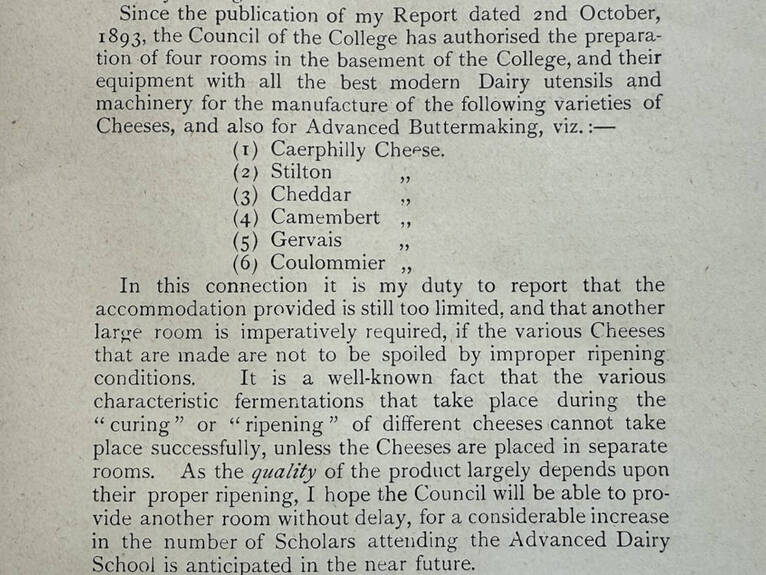 Since the publication of my Report dated 2nd October,
1893, the Council of the College has authorised the prepara-
tion of four rooms in the basement of the College, and their
equipment with all the best modern Dairy utensils and
machinery for the manufacture of the following varieties of
Cheeses, and also for Advanced Buttermaking, viz.:—
(1) Caerphilly Cheese.
(2) Stilton „
(3) Cheddar „
(4) Camembert „
(5) Gervais „
(6) Coulommier „
In this connection it is my duty to report that the
accommodation provided is still too limited, and that another
large room is imperatively required, if the various Cheeses
that are made are not to be spoiled by improper ripening
conditions. It is a well-known fact that the various
characteristic fermentations that take place during the
“curing” or “ripening” of different cheeses cannot take
place successfully, unless the Cheeses are placed in separate
rooms. As the quality of the product largely depends upon
their proper ripening, I hope the Council will be able to pro-
vide another room without delay, for a considerable increase
in the number of Scholars attending the Advanced Dairy
School is anticipated in the near future.